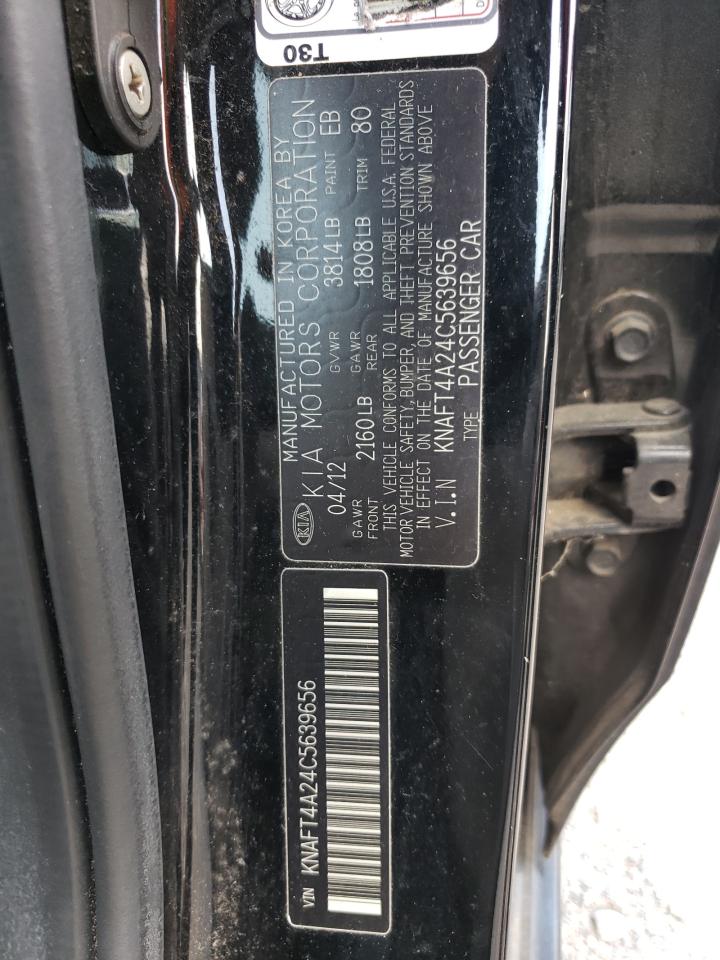 T30
MANUFACTURED IN KOREA BY
KIA KIA MOTORS CORPORATION
04/12 GVWR 3814LB PAINT EB
GAWR FRONT 2160LB GAWR REAR 1808LB TRIM 80
THIS VEHICLE CONFORMS TO ALL APPLICABLE U.S.A. FEDERAL
MOTOR VEHICLE SAFETY, BUMPER, AND THEFT PREVENTION STANDARDS
IN EFFECT ON THE DATE OF MANUFACTURE SHOWN ABOVE
V.I.N KNAFT4A24C5639656
TYPE PASSENGER CAR
VIN KNAFT4A24C5639656